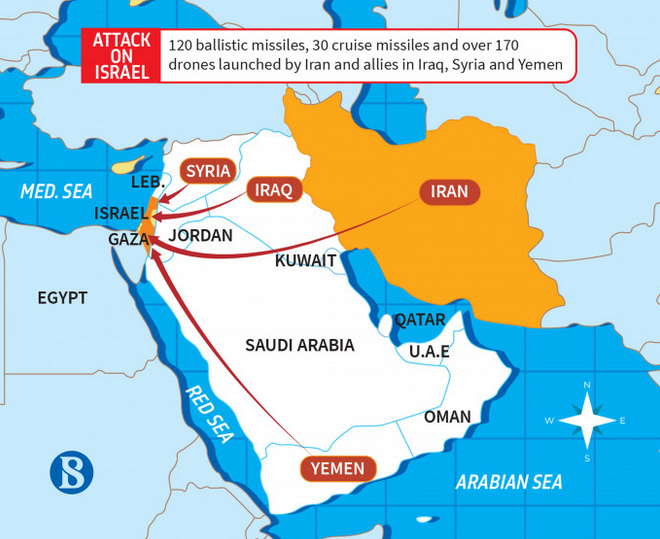 ATTACK
ON
ISRAEL
120 ballistic missiles, 30 cruise missiles and over 170
drones launched by Iran and allies in Iraq, Syria and Yemen
MED. SEA
LEB.
SYRIA
IRAQ
IRAN
ISRAEL
GAZA
JORDAN
KUWAIT
EGYPT
QATAR
SAUDI ARABIA
U.A.E
RED SEA
OMAN
YEMEN
ARABIAN SEA
N
W
E
S
B